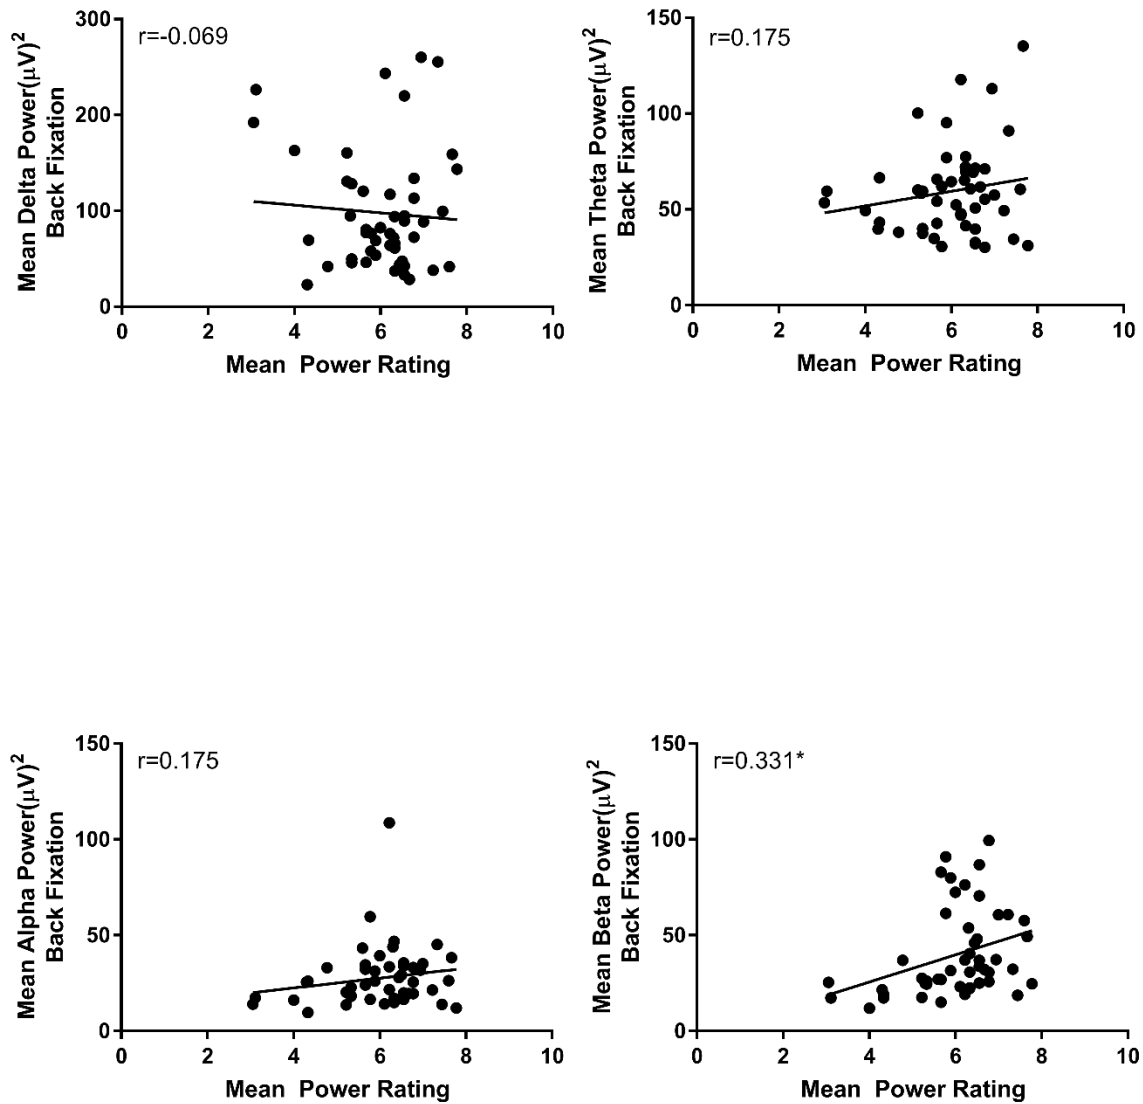 r=-0.069
Mean Delta Power(μV)²
Back Fixation
300
200
100
0
0 2 4 6 8 10
Mean Power Rating
r=0.175
Mean Theta Power(μV)²
Back Fixation
150
100
50
0
0 2 4 6 8 10
Mean Power Rating
r=0.175
Mean Alpha Power(μV)²
Back Fixation
150
100
50
0
0 2 4 6 8 10
Mean Power Rating
r=0.331*
Mean Beta Power(μV)²
Back Fixation
150
100
50
0
0 2 4 6 8 10
Mean Power Rating